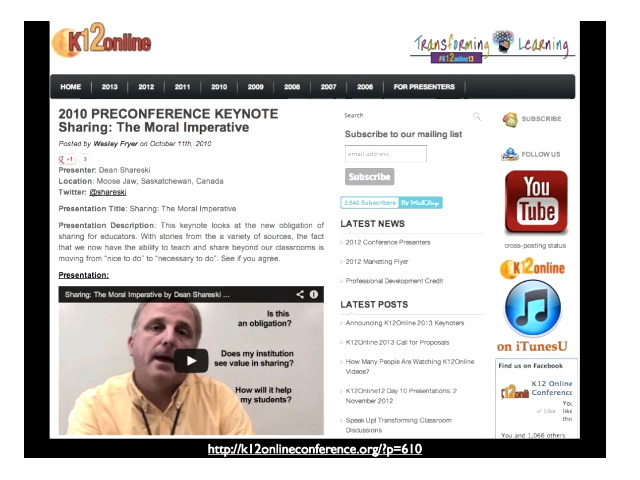 K12online
Transforming Learning
#k12online13
HOME 2013 2012 2011 2010 2009 2008 2007 2006 FOR PRESENTERS
2010 PRECONFERENCE KEYNOTE
Sharing: The Moral Imperative
Posted by Wesley Fryer on October 11th, 2010
+1 3
Presenter: Dean Shareski
Location: Moose Jaw, Saskatchewan, Canada
Twitter: @shareski
Presentation Title: Sharing: The Moral Imperative
Presentation Description: This keynote looks at the new obligation of
sharing for educators. With stories from the a variety of sources, the fact
that we now have the ability to teach and share beyond our classrooms is
moving from “nice to do” to “necessary to do”. See if you agree.
Presentation:
Sharing: The Moral Imperative by Dean Shareski ...
Is this
an obligation?
Does my institution
see value in sharing?
How will it help
my students?
Search
Subscribe to our mailing list
email address
Subscribe
2,540 Subscribers By MailChimp
LATEST NEWS
2012 Conference Presenters
2012 Marketing Flyer
Professional Development Credit
LATEST POSTS
Announcing K12Online 2013 Keynoters
K12Online 2013 Call for Proposals
How Many People Are Watching K12Online
Videos?
K12Online12 Day 10 Presentations: 2
November 2012
Speak Up! Transforming Classroom
Discussions
SUBSCRIBE
FOLLOW US
You
Tube
cross-posting status
K12online
on iTunesU
Find us on Facebook
K12 Online
Conference
You
Like like
this
You and 1,066 others
http://k12onlineconference.org/?p=610